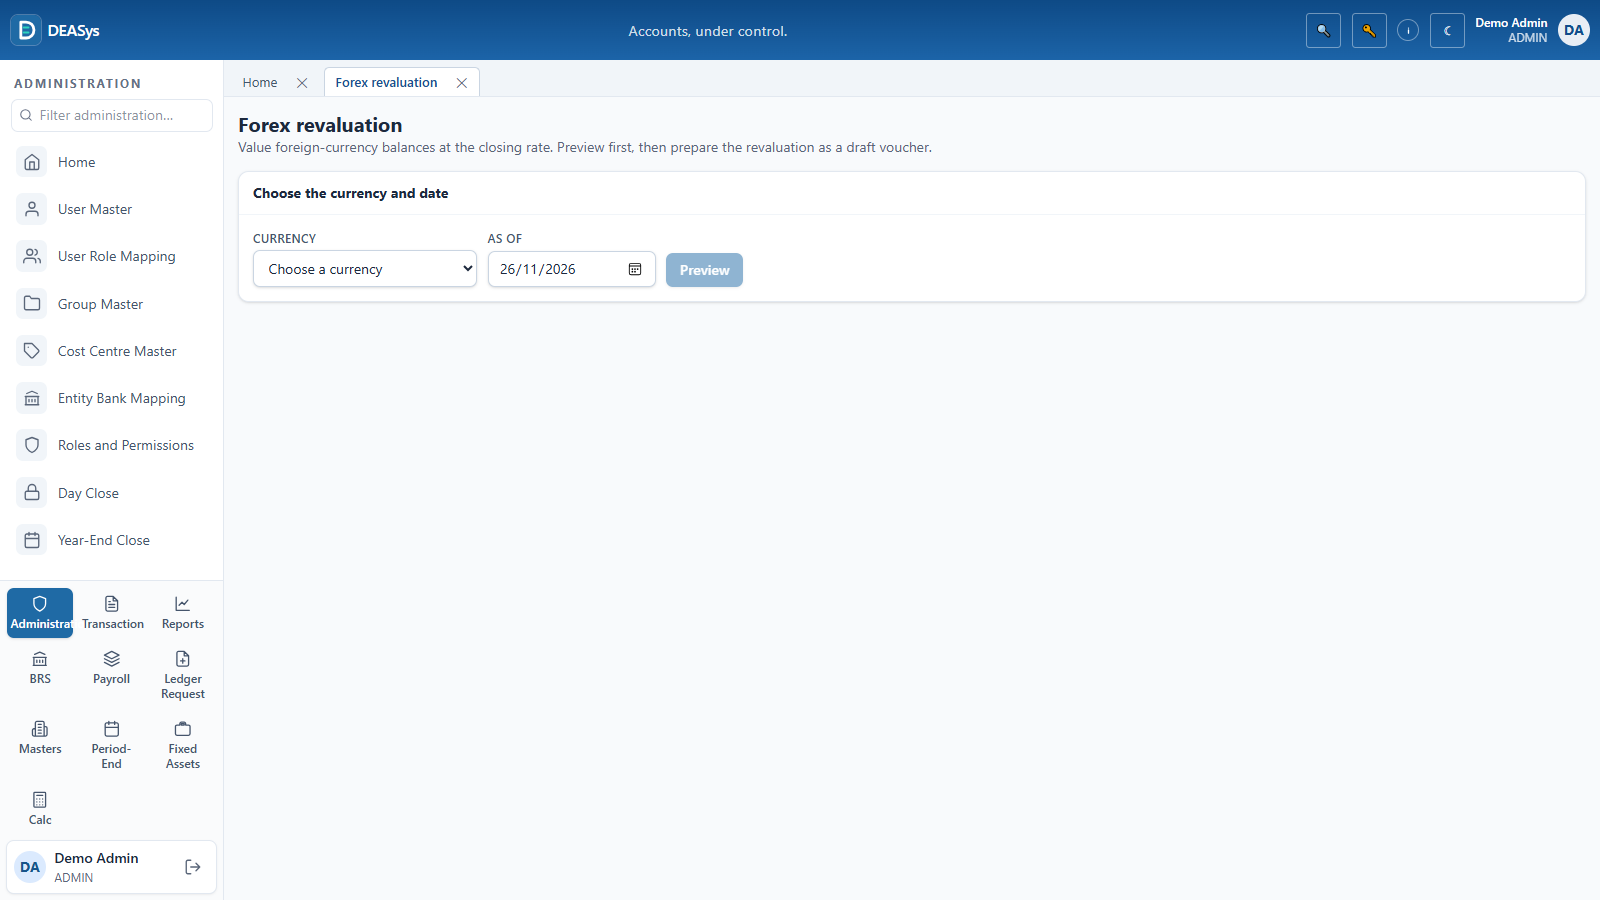 DEASys
Accounts, under control.
Demo Admin
ADMIN
DA
ADMINISTRATION
Filter administration...
Home
User Master
User Role Mapping
Group Master
Cost Centre Master
Entity Bank Mapping
Roles and Permissions
Day Close
Year-End Close
Administrat
Transaction
Reports
BRS
Payroll
Ledger
Request
Masters
Period-
End
Fixed
Assets
Calc
DA
Demo Admin
ADMIN
Home
Forex revaluation
Forex revaluation
Value foreign-currency balances at the closing rate. Preview first, then prepare the revaluation as a draft voucher.
Choose the currency and date
CURRENCY
AS OF
Choose a currency
26/11/2026
Preview